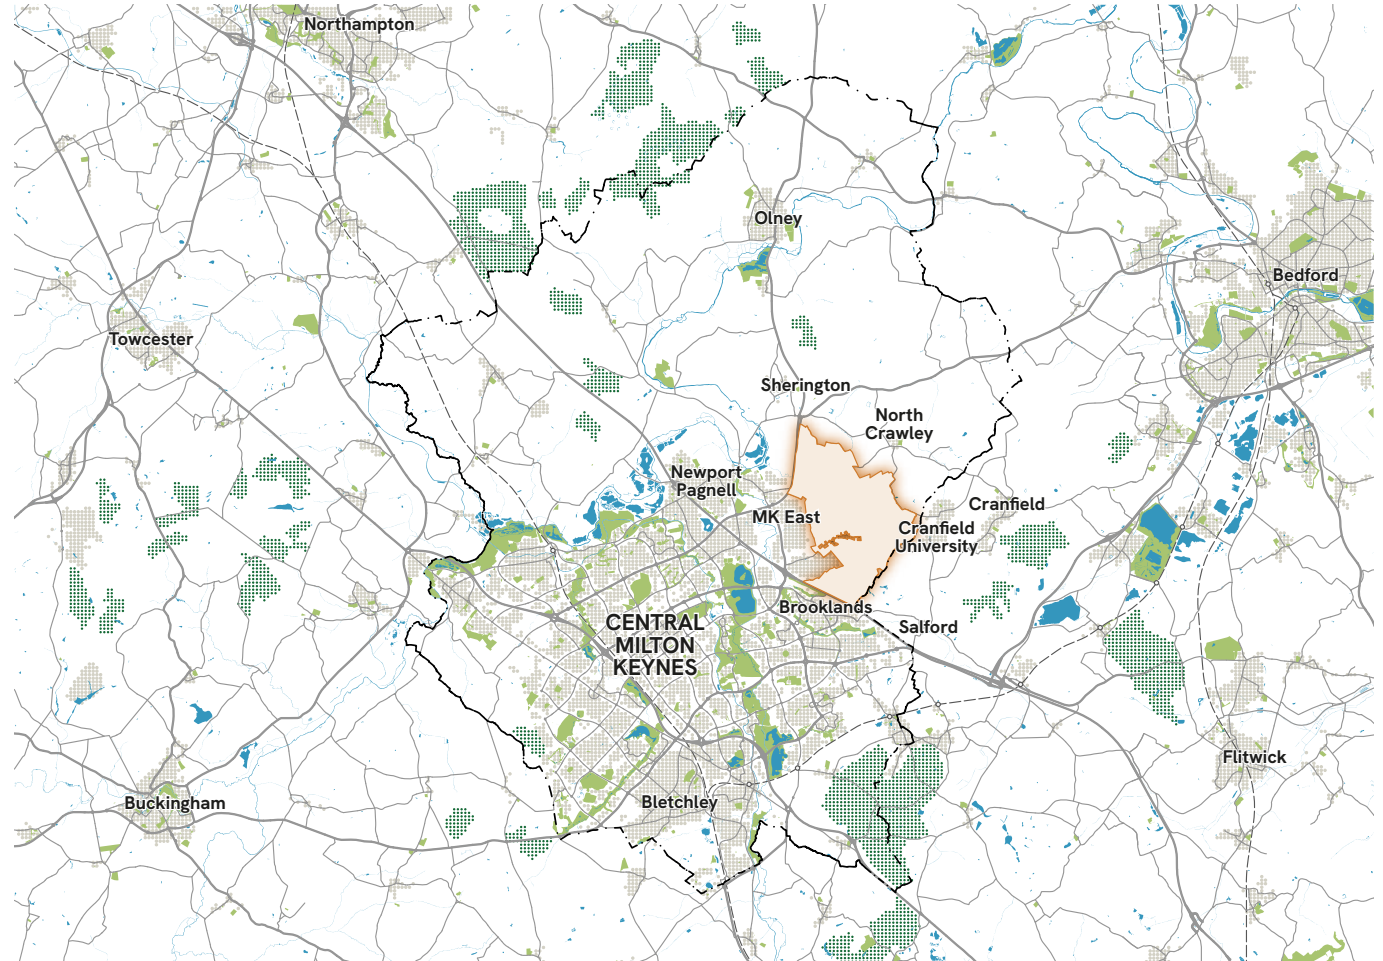 Northampton
Olney
Bedford
Towcester
Sherington
North
Crawley
Newport
Pagnell
MK East
Cranfield
Cranfield
University
Brooklands
CENTRAL
MILTON
KEYNES
Salford
Flitwick
Buckingham
Bletchley